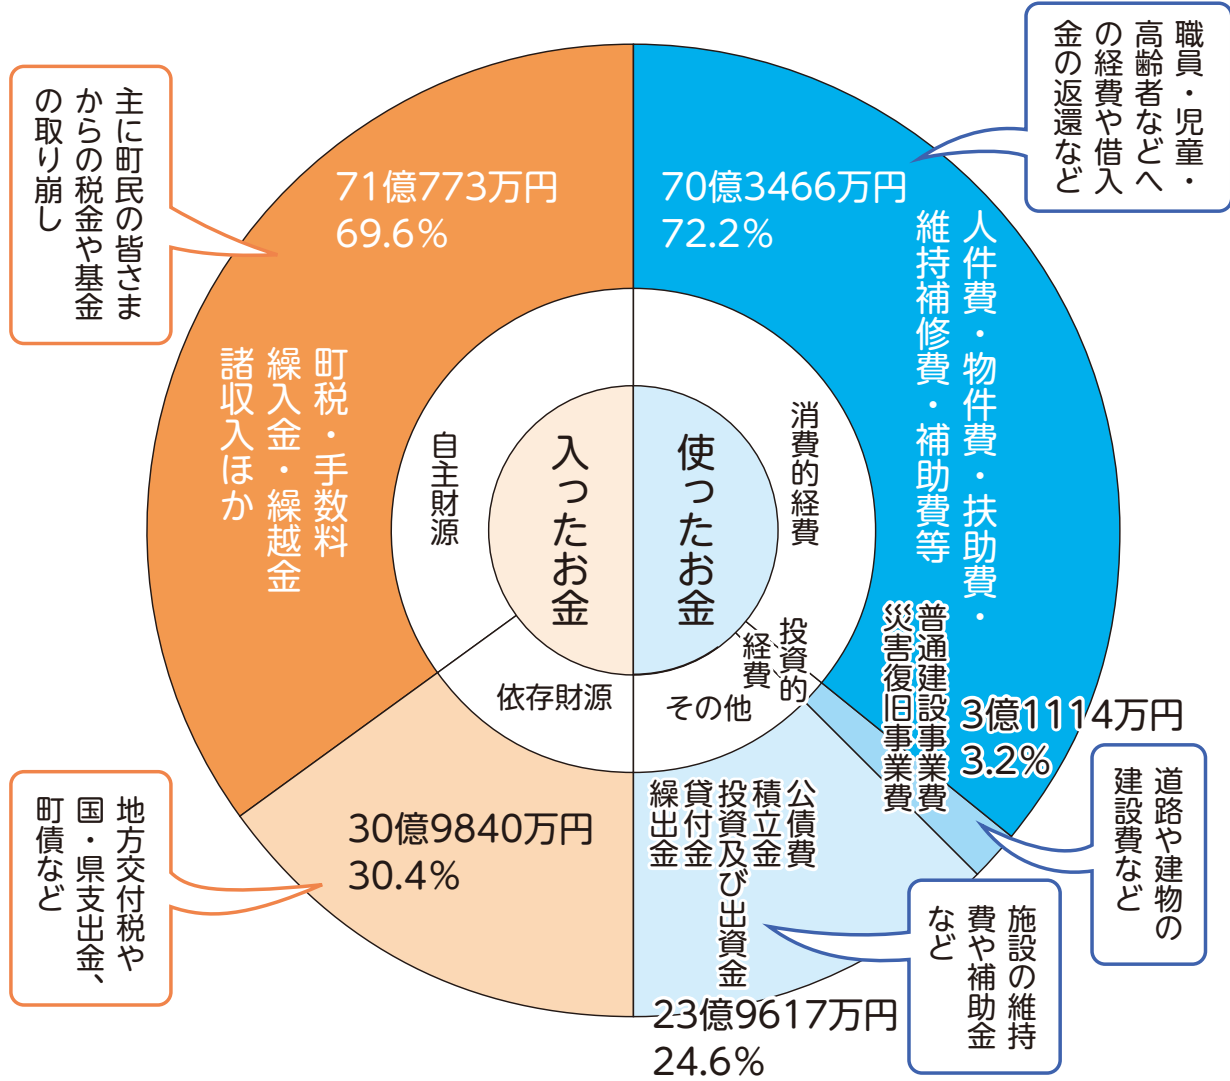 主に町民の皆さま
からの税金や基金
の取り崩し
71億773万円
69.6%
町税・手数料
繰入金・繰越金
諸収入ほか
自主財源
入ったお金
依存財源
30億9840万円
30.4%
地方交付税や
国・県支出金、
町債など
職員・児童・
高齢者などへ
の経費や借入
金の返還など
70億3466万円
72.2%
人件費・物件費・扶助費・
維持補修費・補助費等
消費的経費
使ったお金
投資的
経費
普通建設事業費
災害復旧事業費
3億1114万円
3.2%
道路や建物の
建設費など
その他
公債費
積立金
投資及び出資金
貸付金
繰出金
23億9617万円
24.6%
施設の維持
費や補助金
など